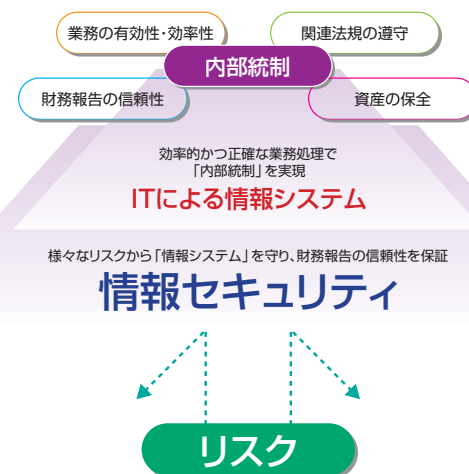 業務の有効性・効率性
関連法規の遵守
内部統制
財務報告の信頼性
資産の保全
効率的かつ正確な業務処理で
「内部統制」を実現
ITによる情報システム
様々なリスクから「情報システム」を守り、財務報告の信頼性を保証
情報セキュリティ
リスク